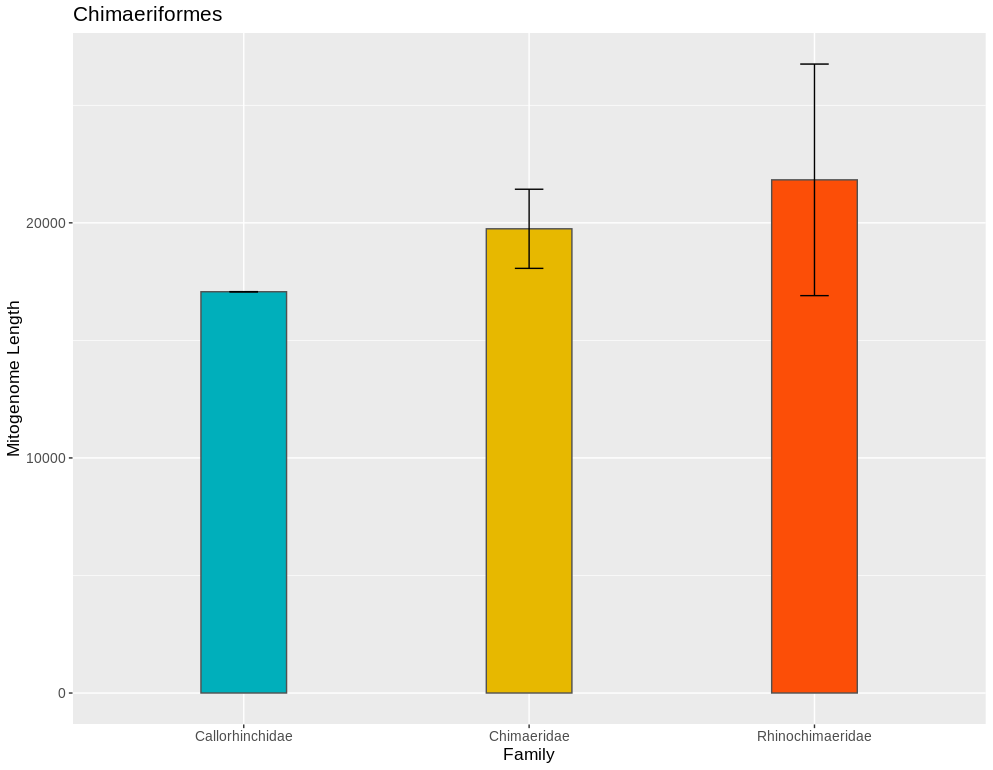 Chimaeriformes
Mitogenome Length
20000
10000
0
Callorhinchidae
Chimaeridae
Rhinochimaeridae
Family